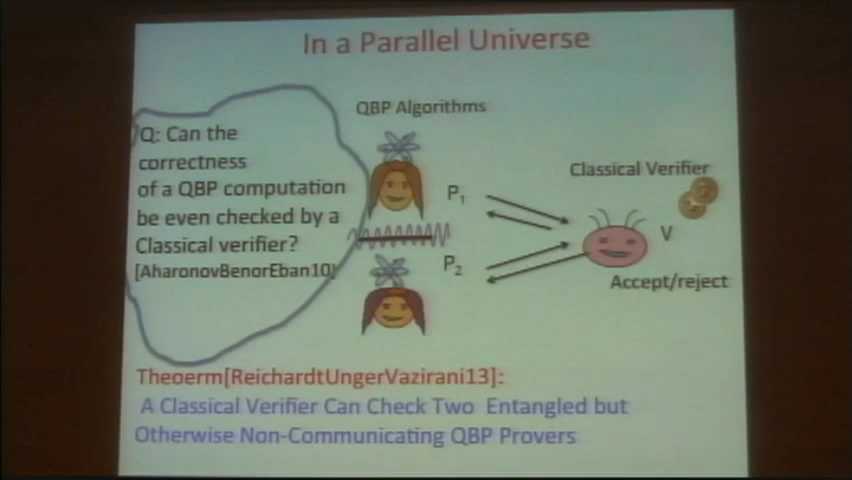 In a Parallel Universe
Q: Can the
correctness
of a QBP computation
be even checked by a
Classical verifier?
[AharonovBenorEban10]
QBP Algorithms
P1
P2
Classical Verifier
V
Accept/reject
Theoerm[ReichardtUngerVazirani13]:
A Classical Verifier Can Check Two Entangled but
Otherwise Non-Communicating QBP Provers